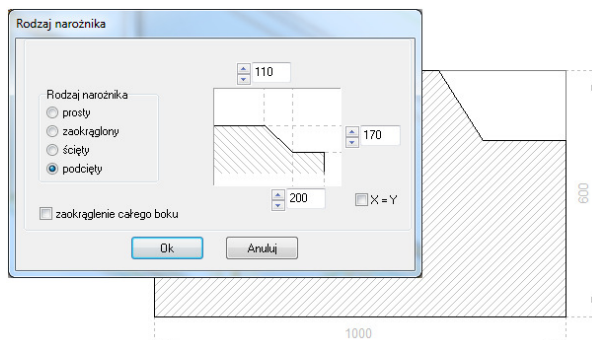 Rodzaj narożnika
110
Rodzaj narożnika
prosty
zaokrąglony
ścięty
podcięty
170
200
X = Y
zaokrąglenie całego boku
Ok
Anuluj
600
1000